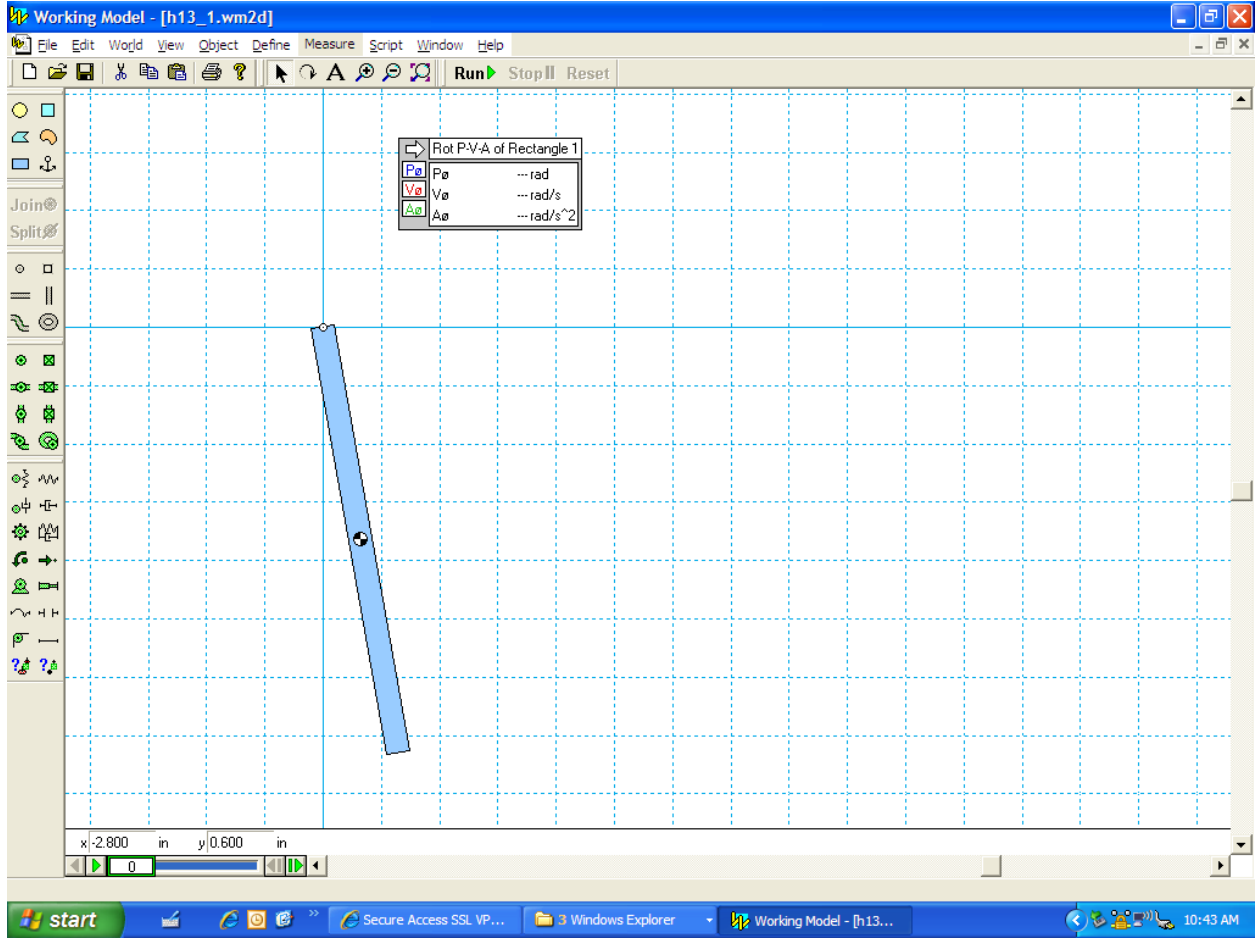 Working Model - [h13_1.wm2d]
File Edit World View Object Define Measure Script Window Help
Run Stop Reset
Join
Split
Rot P-V-A of Rectangle 1
Pø Pø --- rad
Vø Vø --- rad/s
Aø Aø --- rad/s^2
x -2.800 in y 0.600 in
0
start Secure Access SSL VP... 3 Windows Explorer Working Model - [h13... 10:43 AM